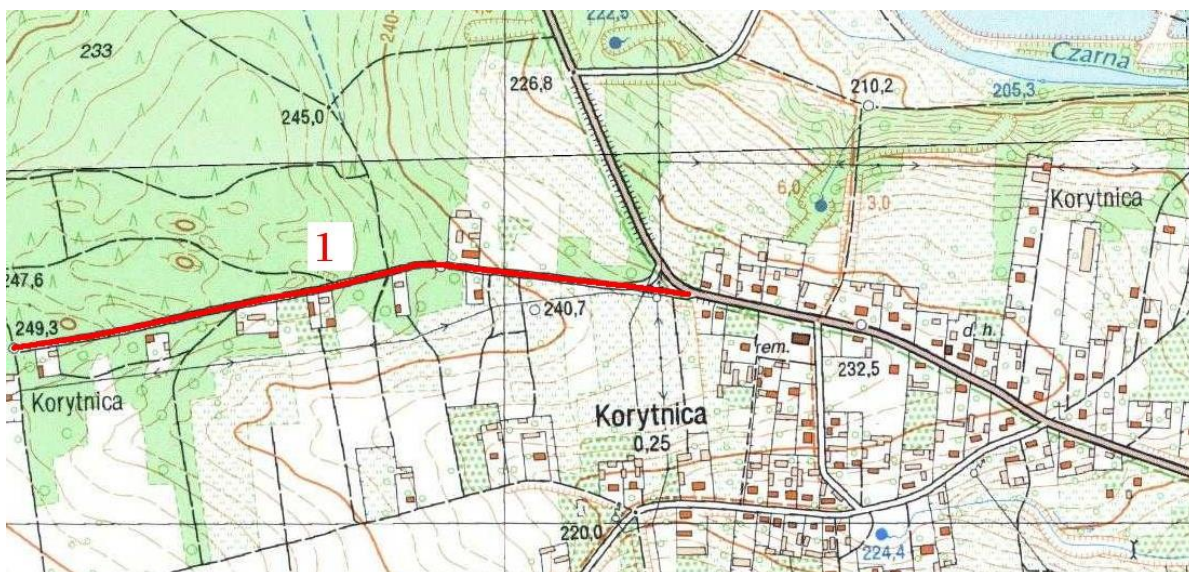 222,5
240
Czarna
233
226,8
210,2
205,3
245,0
6.0
3.0
Korytnica
1
247,6
249,3
240,7
d. h.
rem.
232,5
Korytnica
Korytnica
0,25
220,0
224,4